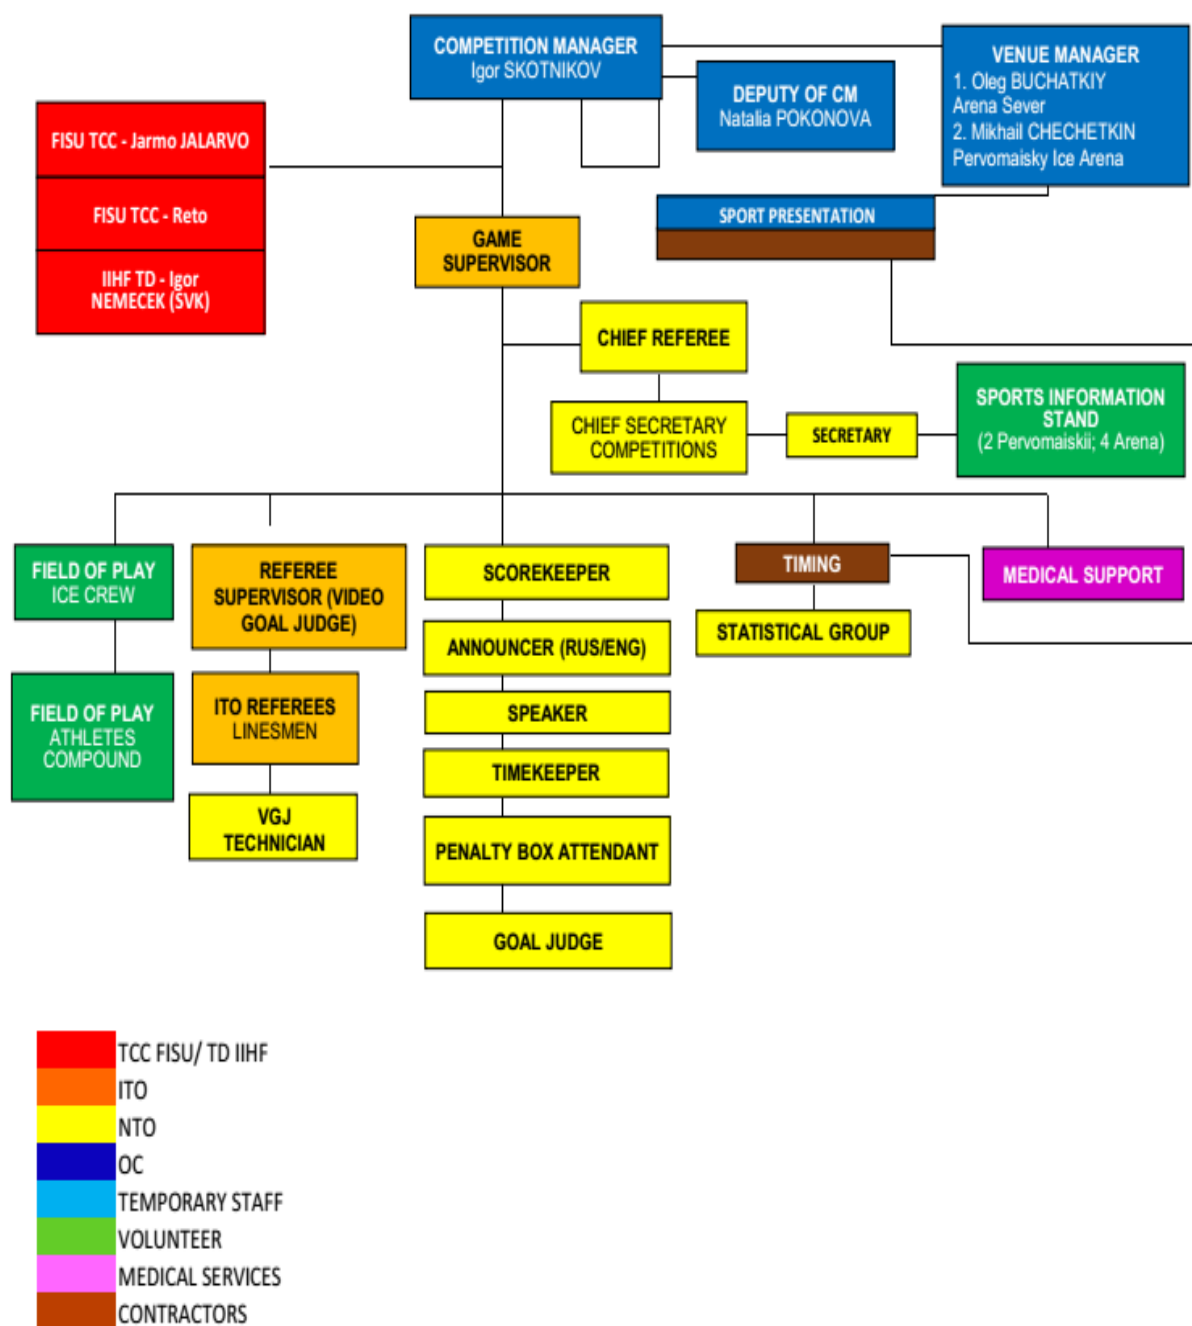 COMPETITION MANAGER
Igor SKOTNIKOV
VENUE MANAGER
1. Oleg BUCHATKIY
Arena Sever
2. Mikhail CHECHETKIN
Pervomaisky Ice Arena
DEPUTY OF CM
Natalia POKONOVA
FISU TCC - Jarmo JALARVO
FISU TCC - Reto
IIHF TD - Igor
NEMECEK (SVK)
SPORT PRESENTATION
GAME
SUPERVISOR
CHIEF REFEREE
CHIEF SECRETARY
COMPETITIONS
SECRETARY
SPORTS INFORMATION
STAND
(2 Pervomaiskii; 4 Arena)
FIELD OF PLAY
ICE CREW
FIELD OF PLAY
ATHLETES
COMPOUND
REFEREE
SUPERVISOR (VIDEO
GOAL JUDGE)
ITO REFEREES
LINESMEN
VGJ
TECHNICIAN
SCOREKEEPER
ANNOUNCER (RUS/ENG)
SPEAKER
TIMEKEEPER
PENALTY BOX ATTENDANT
GOAL JUDGE
TIMING
STATISTICAL GROUP
MEDICAL SUPPORT
TCC FISU/ TD IIHF
ITO
NTO
OC
TEMPORARY STAFF
VOLUNTEER
MEDICAL SERVICES
CONTRACTORS